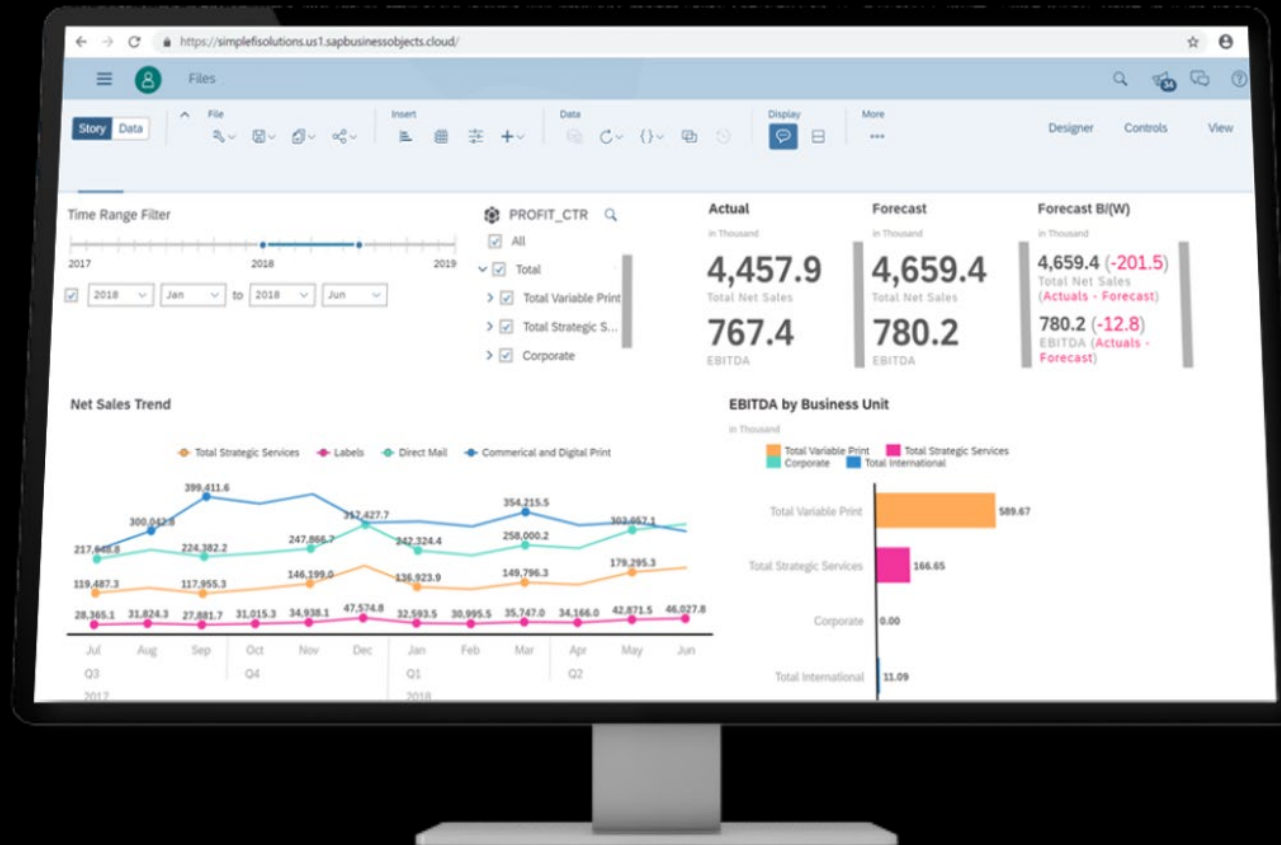 https://simplefisolutions.us1.sapbusinessobjects.cloud/
Files
34
Story Data
File Insert Data Display More
Designer Controls View
Time Range Filter
2017 2018 2019
2018 Jan to 2018 Jun
PROFIT_CTR
All
Total
Total Variable Print
Total Strategic S...
Corporate
Actual
in Thousand
4,457.9
Total Net Sales
767.4
EBITDA
Forecast
in Thousand
4,659.4
Total Net Sales
780.2
EBITDA
Forecast B/(W)
in Thousand
4,659.4 (-201.5)
Total Net Sales
(Actuals - Forecast)
780.2 (-12.8)
EBITDA (Actuals -
Forecast)
Net Sales Trend
Total Strategic Services Labels Direct Mail Commerical and Digital Print
399,411.6
354,215.5
300,042.8 317,427.7 302,957.1
217,648.8 224,382.2 247,866.7 242,324.4 258,000.2
119,487.3 117,955.3 146,199.0 136,923.9 149,796.3 179,295.3
28,365.1 31,824.3 27,881.7 31,015.3 34,938.1 47,574.8 32,593.5 30,995.5 35,747.0 34,166.0 42,871.5 46,027.8
Jul Aug Sep Oct Nov Dec Jan Feb Mar Apr May Jun
Q3 Q4 Q1 Q2
2017 2018
EBITDA by Business Unit
in Thousand
Total Variable Print Total Strategic Services
Corporate Total International
Total Variable Print 589.67
Total Strategic Services 166.65
Corporate 0.00
Total International 11.09